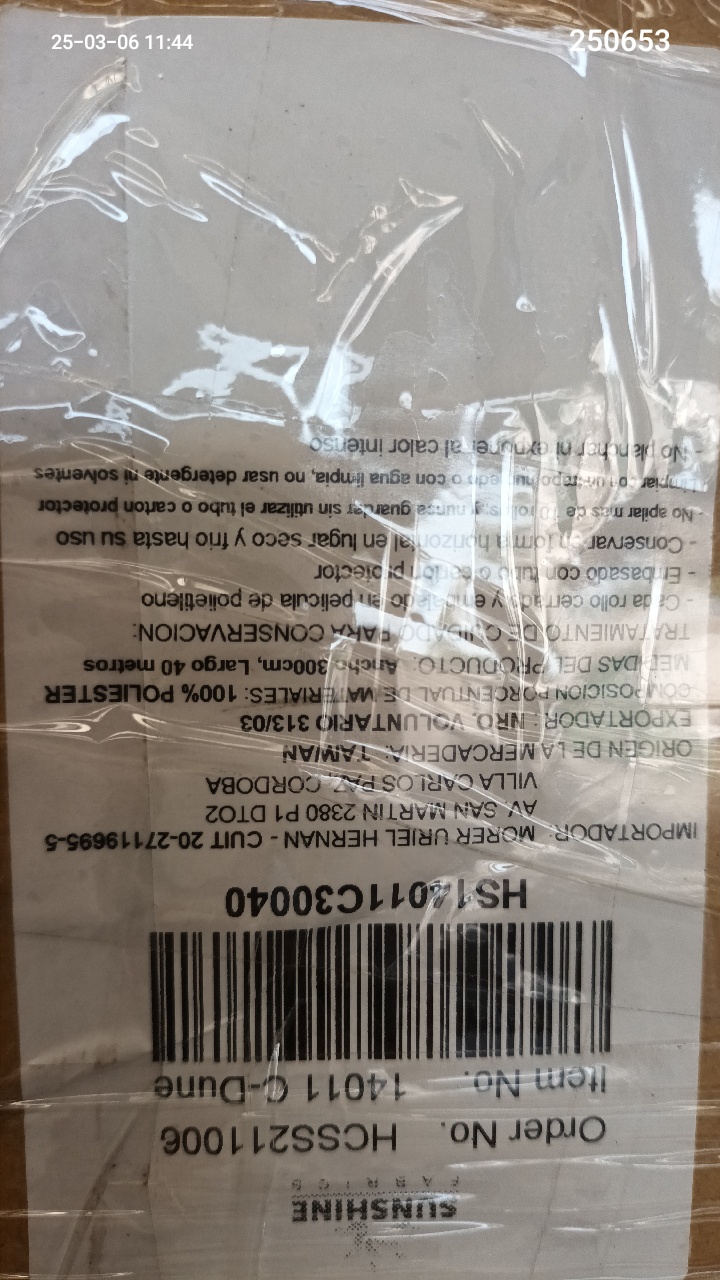 25-03-06 11:44
250653
SUNSHINE
FABRICS
Order No. HCSS211006
Item No. 14011 C-Dune
HS14011C30040
IMPORTADOR: MORER URIEL HERNAN - CUIT 20-27119695-5
AV. SAN MARTIN 2380 P1 DTO2
VILLA CARLOS PAZ, CORDOBA
ORIGEN DE LA MERCADERIA: TAIWAN
EXPORTADOR: NRO. VOLUNTARIO 313/03
COMPOSICION PORCENTUAL DE MATERIALES: 100% POLIESTER
MEDIDAS DEL PRODUCTO: Ancho 300cm, Largo 40 metros
TRATAMIENTO DE CUIDADO PARA CONSERVACION:
- Cada rollo cerrado y embalado en pelicula de polietileno
- Embasado con tubo o carton protector
- Conservar en forma horizontal en lugar seco y frio hasta su uso
- No apilar mas de 10 rollos, y nunca guardar sin utilizar el tubo o carton protector
- Limpiar con un trapo humedo o con agua limpia, no usar detergente ni solventes
- No planchar ni exponer al calor intenso